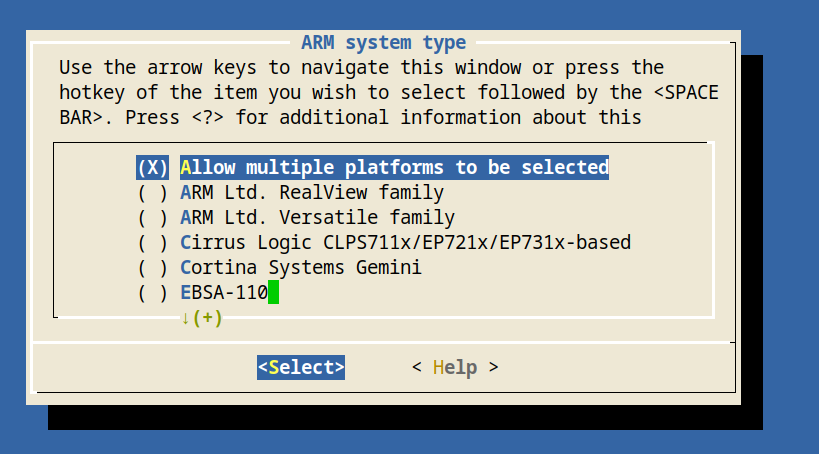 ARM system type
Use the arrow keys to navigate this window or press the
hotkey of the item you wish to select followed by the <SPACE
BAR>. Press <?> for additional information about this
(X) Allow multiple platforms to be selected
( ) ARM Ltd. RealView family
( ) ARM Ltd. Versatile family
( ) Cirrus Logic CLPS711x/EP721x/EP731x-based
( ) Cortina Systems Gemini
( ) EBSA-110
↓(+)
<Select> < Help >